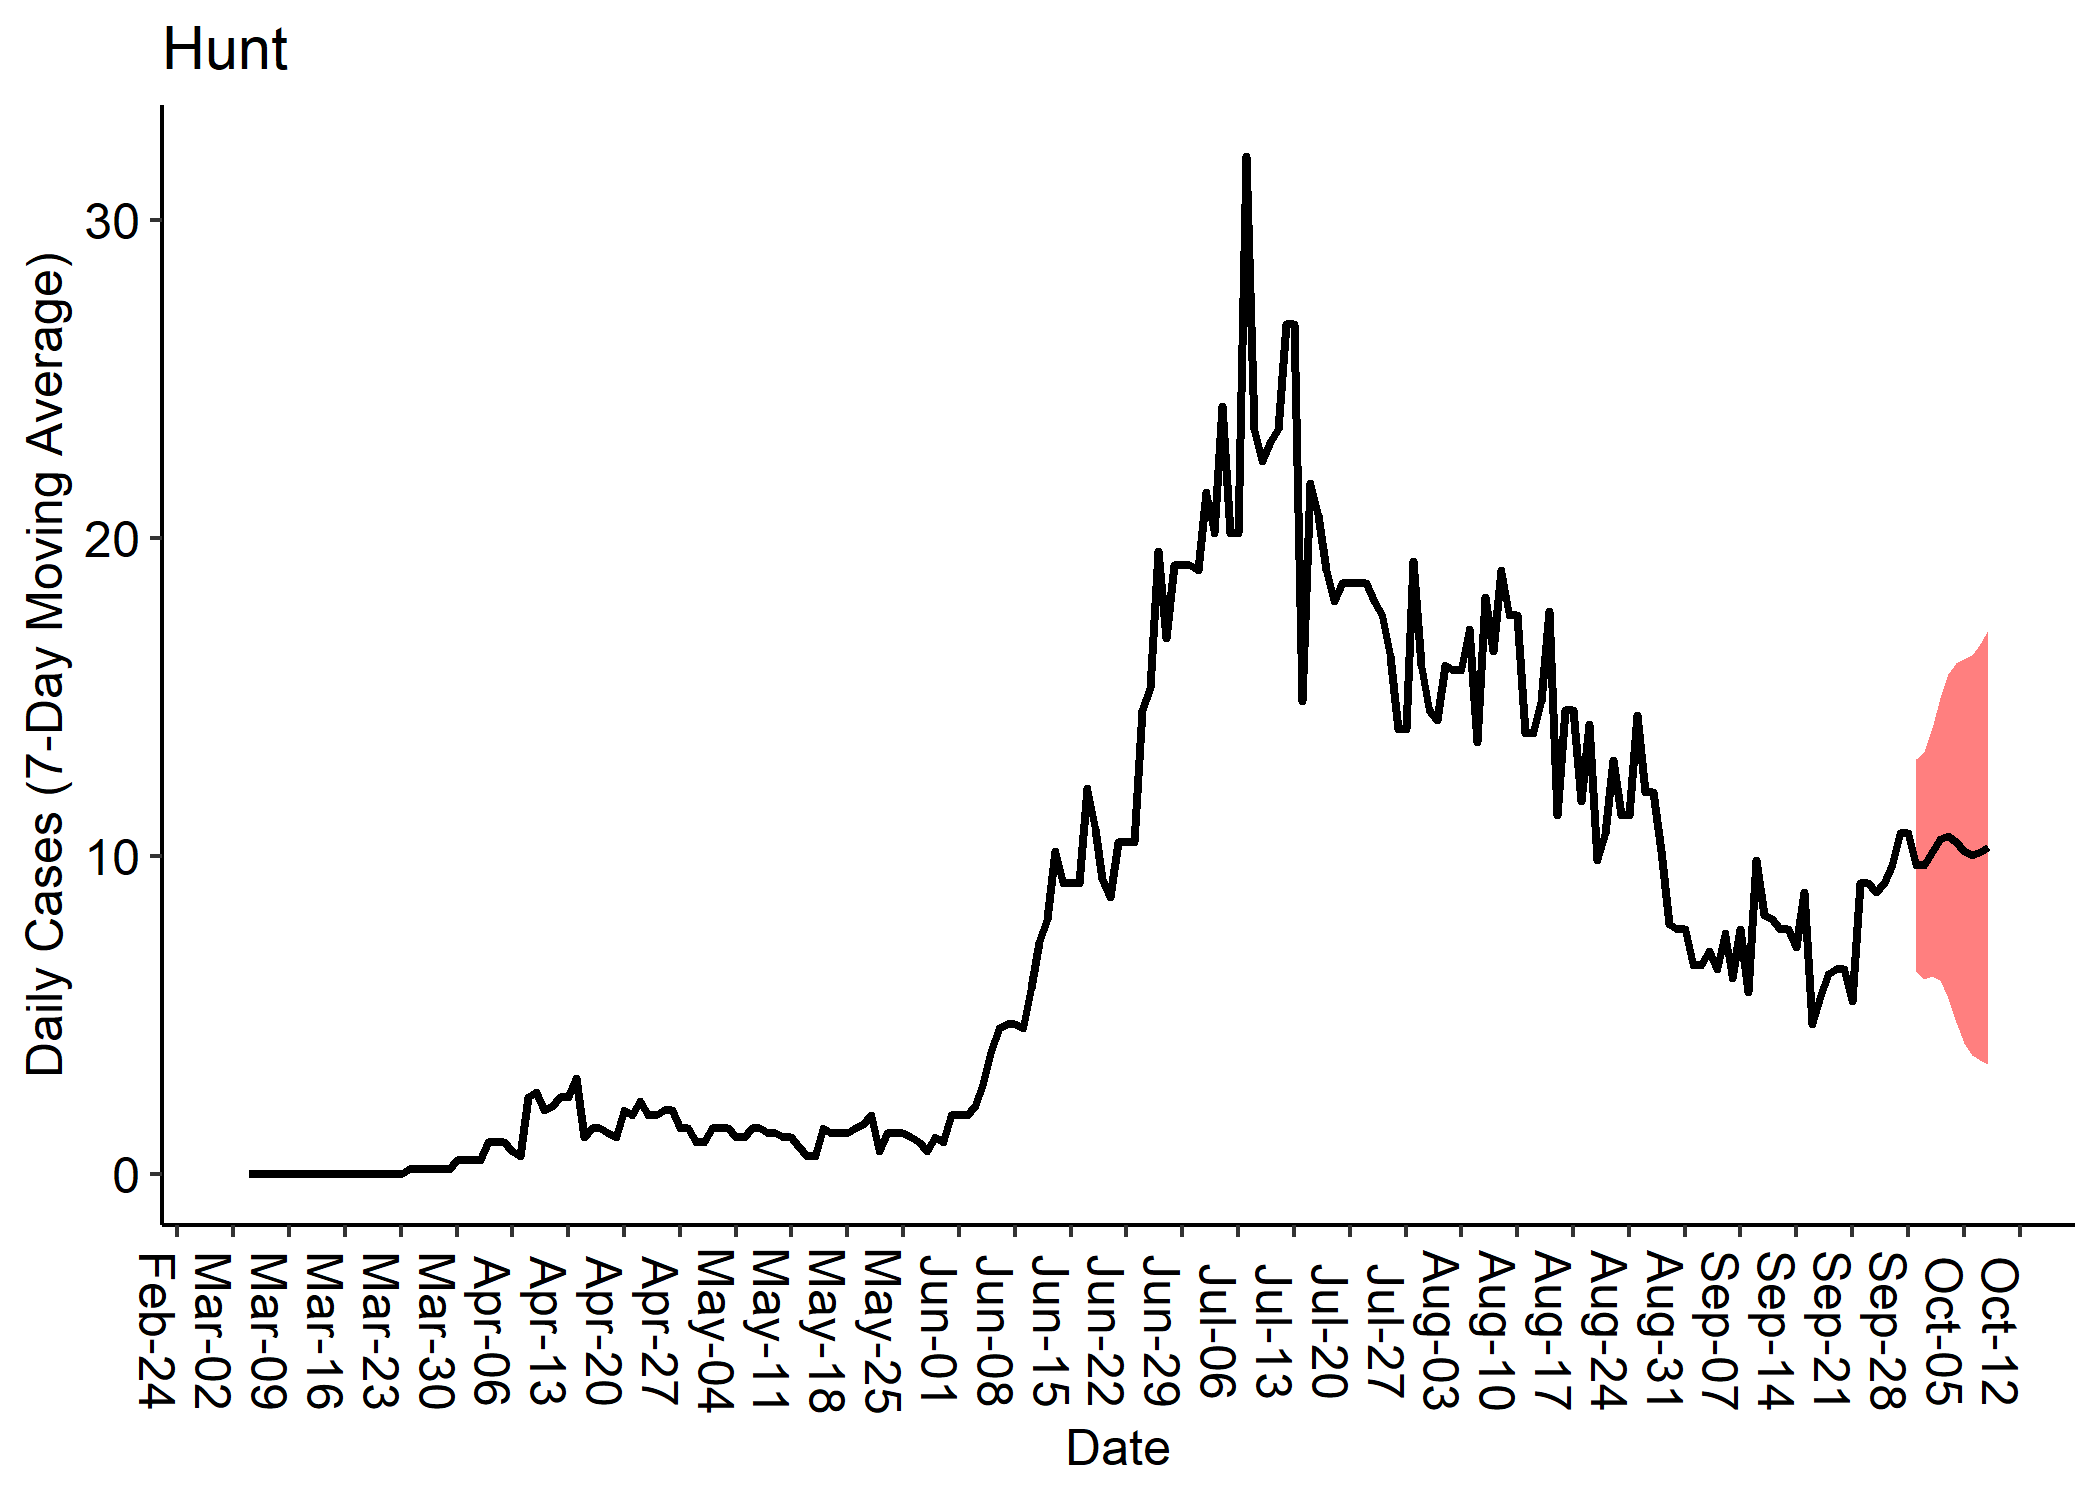 Hunt
Daily Cases (7-Day Moving Average)
30
20
10
0
Feb-24
Mar-02
Mar-09
Mar-16
Mar-23
Mar-30
Apr-06
Apr-13
Apr-20
Apr-27
May-04
May-11
May-18
May-25
Jun-01
Jun-08
Jun-15
Jun-22
Jun-29
Jul-06
Jul-13
Jul-20
Jul-27
Aug-03
Aug-10
Aug-17
Aug-24
Aug-31
Sep-07
Sep-14
Sep-21
Sep-28
Oct-05
Oct-12
Date